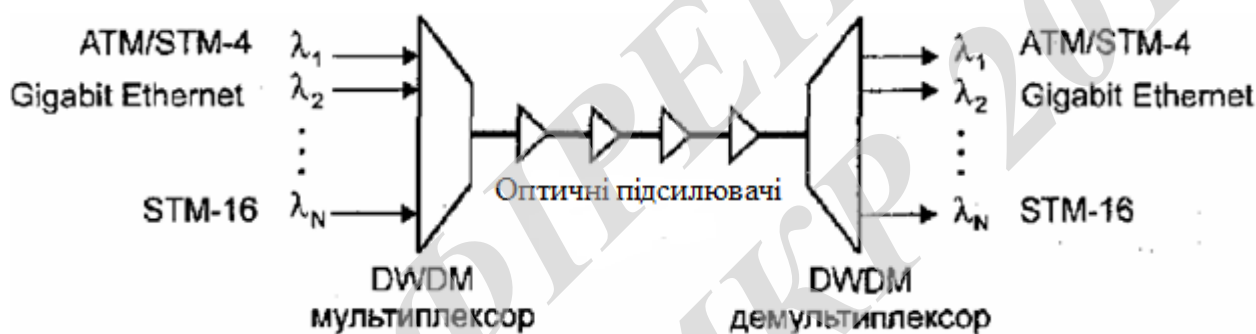 ATM/STM-4 λ1
Gigabit Ethernet λ2
STM-16 λN
Оптичні підсилювачі
DWDM
мультиплексор
λ1 ATM/STM-4
λ2 Gigabit Ethernet
λN STM-16
DWDM
демультиплексор